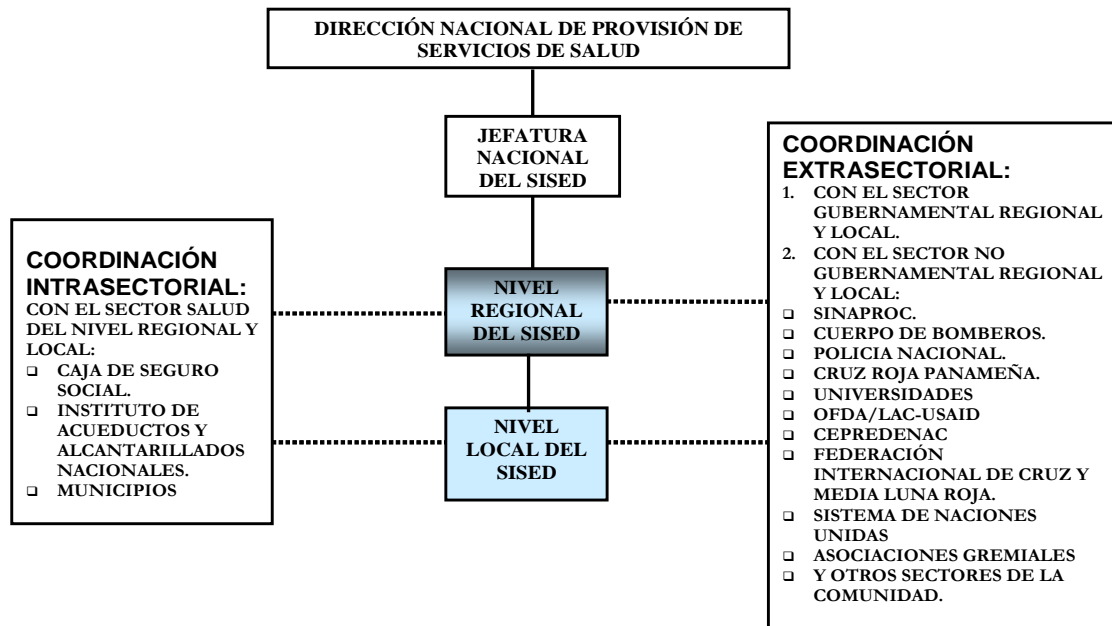 DIRECCIÓN NACIONAL DE PROVISIÓN DE
SERVICIOS DE SALUD
JEFATURA
NACIONAL
DEL SISED
COORDINACIÓN
INTRASECTORIAL:
CON EL SECTOR SALUD
DEL NIVEL REGIONAL Y
LOCAL:
❑ CAJA DE SEGURO
SOCIAL.
❑ INSTITUTO DE
ACUEDUCTOS Y
ALCANTARILLADOS
NACIONALES.
❑ MUNICIPIOS
NIVEL
REGIONAL
DEL SISED
NIVEL
LOCAL DEL
SISED
COORDINACIÓN
EXTRASECTORIAL:
1. CON EL SECTOR
GUBERNAMENTAL REGIONAL
Y LOCAL.
2. CON EL SECTOR NO
GUBERNAMENTAL REGIONAL
Y LOCAL:
❑ SINAPROC.
❑ CUERPO DE BOMBEROS.
❑ POLICIA NACIONAL.
❑ CRUZ ROJA PANAMEÑA.
❑ UNIVERSIDADES
❑ OFDA/LAC-USAID
❑ CEPREDENAC
❑ FEDERACIÓN
INTERNACIONAL DE CRUZ Y
MEDIA LUNA ROJA.
❑ SISTEMA DE NACIONES
UNIDAS
❑ ASOCIACIONES GREMIALES
❑ Y OTROS SECTORES DE LA
COMUNIDAD.